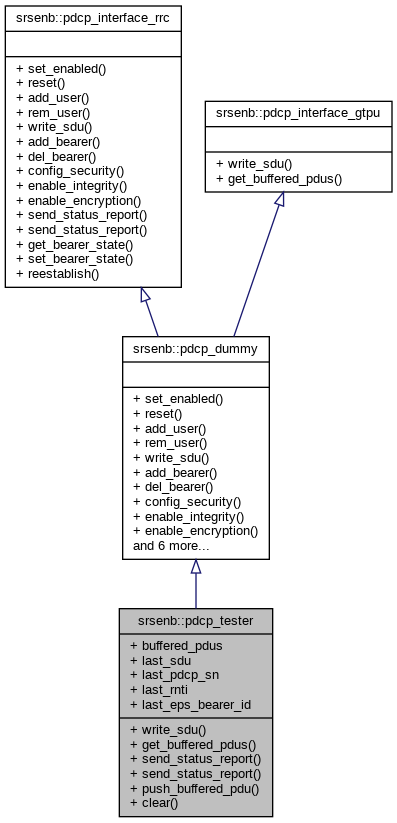 srsenb::pdcp_interface_rrc
+ set_enabled()
+ reset()
+ add_user()
+ rem_user()
+ write_sdu()
+ add_bearer()
+ del_bearer()
+ config_security()
+ enable_integrity()
+ enable_encryption()
+ send_status_report()
+ send_status_report()
+ get_bearer_state()
+ set_bearer_state()
+ reestablish()
srsenb::pdcp_interface_gtpu
+ write_sdu()
+ get_buffered_pdus()
srsenb::pdcp_dummy
+ set_enabled()
+ reset()
+ add_user()
+ rem_user()
+ write_sdu()
+ add_bearer()
+ del_bearer()
+ config_security()
+ enable_integrity()
+ enable_encryption()
and 6 more...
srsenb::pdcp_tester
+ buffered_pdus
+ last_sdu
+ last_pdcp_sn
+ last_rnti
+ last_eps_bearer_id
+ write_sdu()
+ get_buffered_pdus()
+ send_status_report()
+ send_status_report()
+ push_buffered_pdu()
+ clear()